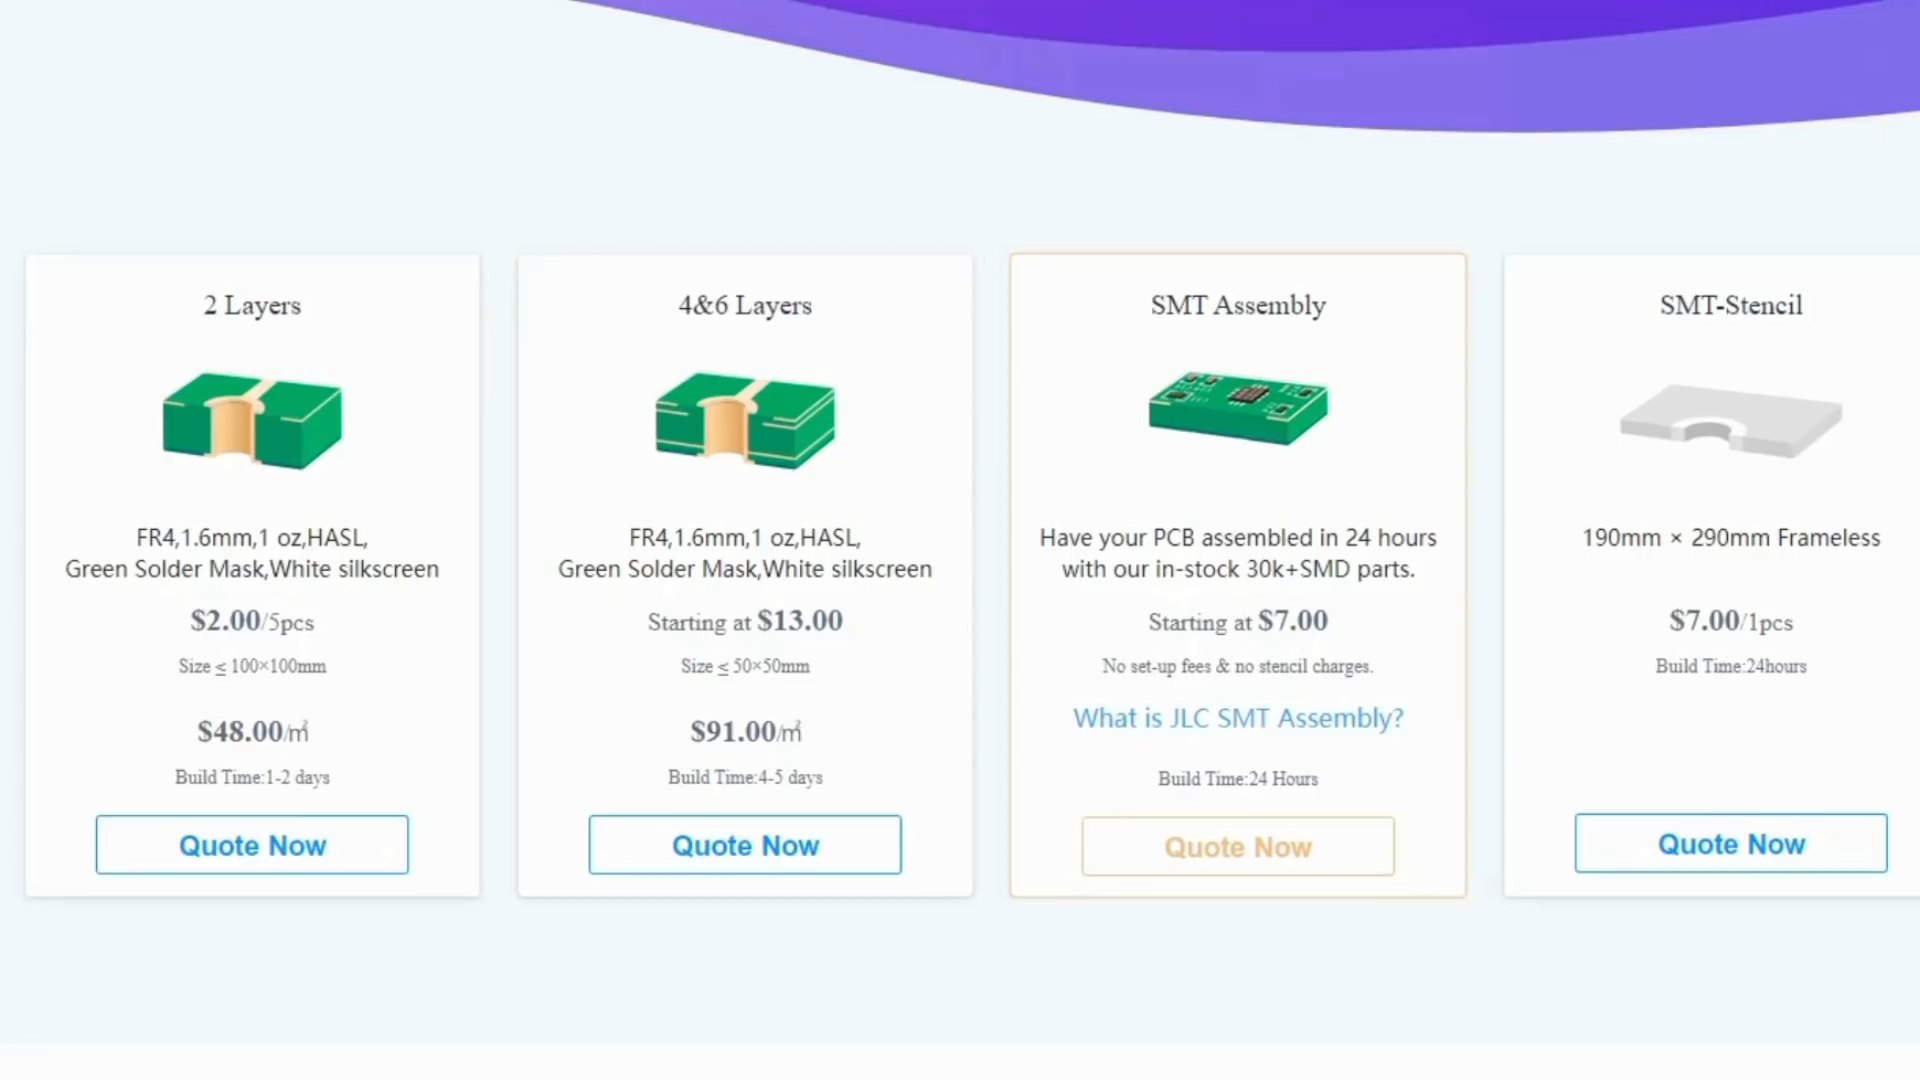 2 Layers
FR4,1.6mm,1 oz,HASL,
Green Solder Mask,White silkscreen
$2.00/5pcs
Size ≤ 100×100mm
$48.00/㎡
Build Time:1-2 days
Quote Now
4&6 Layers
FR4,1.6mm,1 oz,HASL,
Green Solder Mask,White silkscreen
Starting at $13.00
Size ≤ 50×50mm
$91.00/㎡
Build Time:4-5 days
Quote Now
SMT Assembly
Have your PCB assembled in 24 hours
with our in-stock 30k+SMD parts.
Starting at $7.00
No set-up fees & no stencil charges.
What is JLC SMT Assembly?
Build Time:24 Hours
Quote Now
SMT-Stencil
190mm × 290mm Frameless
$7.00/1pcs
Build Time:24hours
Quote Now